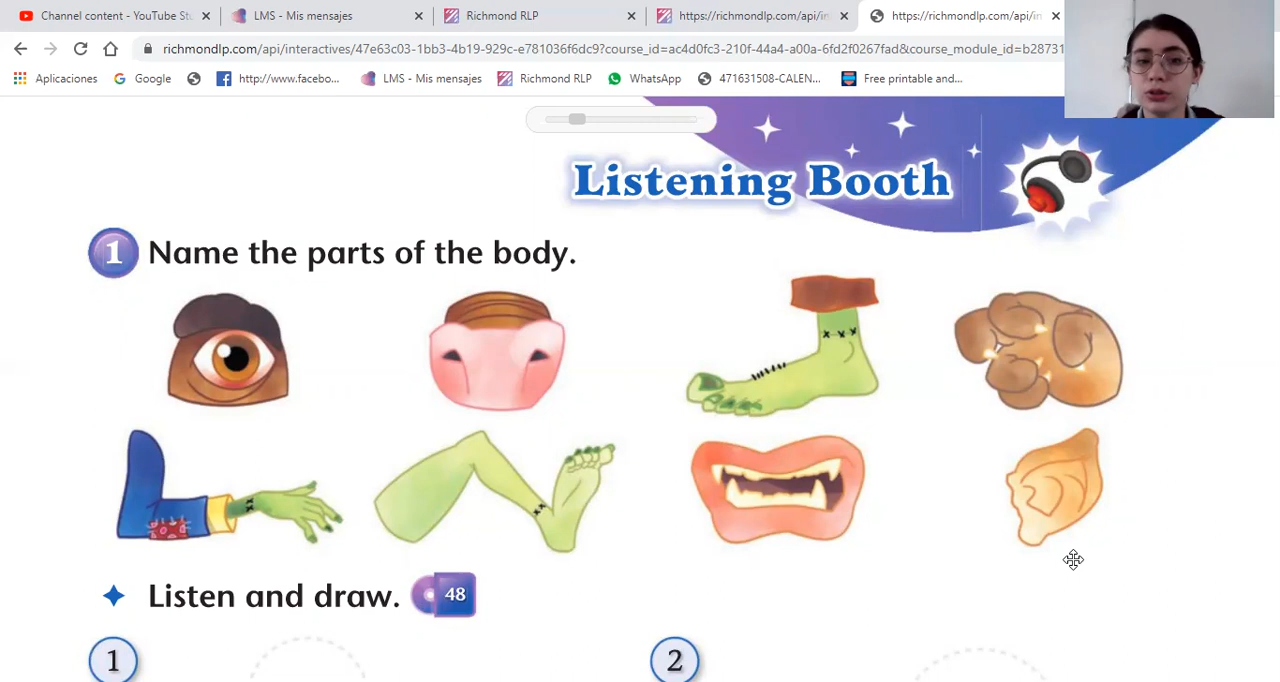 Channel content - YouTube Stu
LMS - Mis mensajes
Richmond RLP
https://richmondlp.com/api/in
https://richmondlp.com/api/in
richmondlp.com/api/interactives/47e63c03-1bb3-4b19-929c-e781036f6dc9?course_id=ac4d0fc3-210f-44a4-a00a-6fd2f0267fad&course_module_id=b28731
Aplicaciones
Google
http://www.facebo...
LMS - Mis mensajes
Richmond RLP
WhatsApp
471631508-CALEN...
Free printable and...
Listening Booth
1 Name the parts of the body.
Listen and draw. 48
1
2